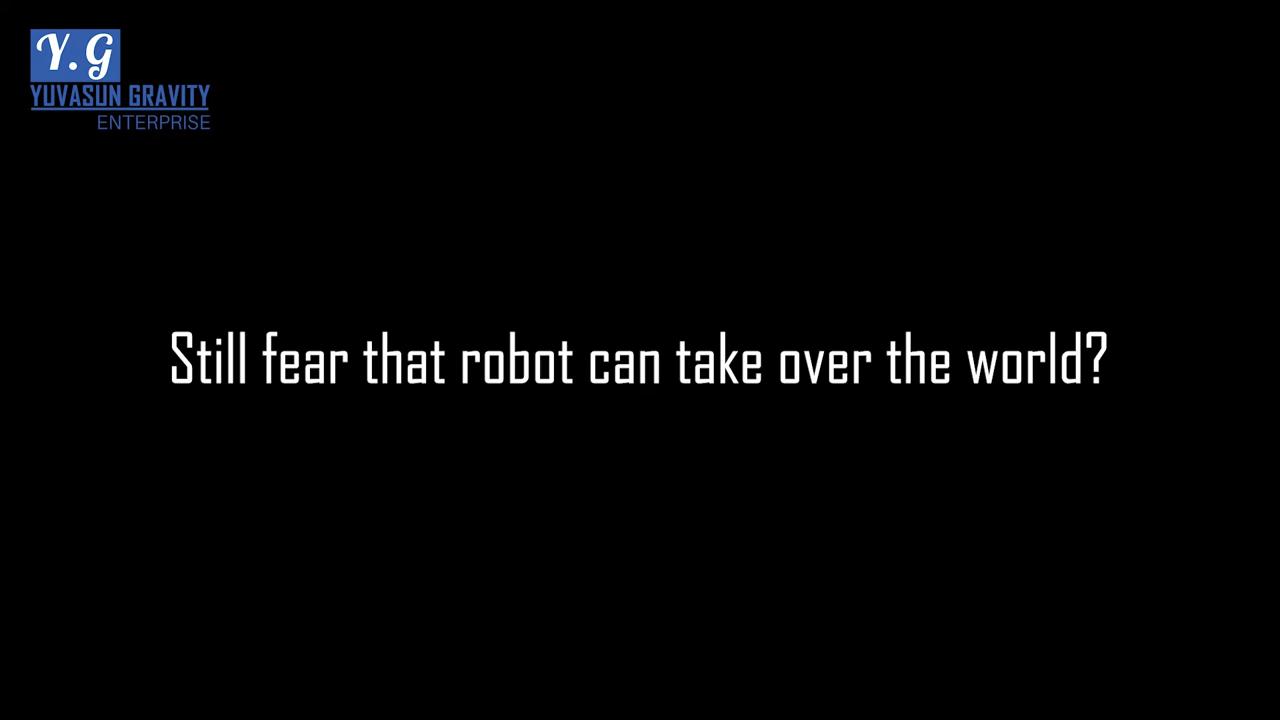 Y.G
YUVASUN GRAVITY
ENTERPRISE
Still fear that robot can take over the world?